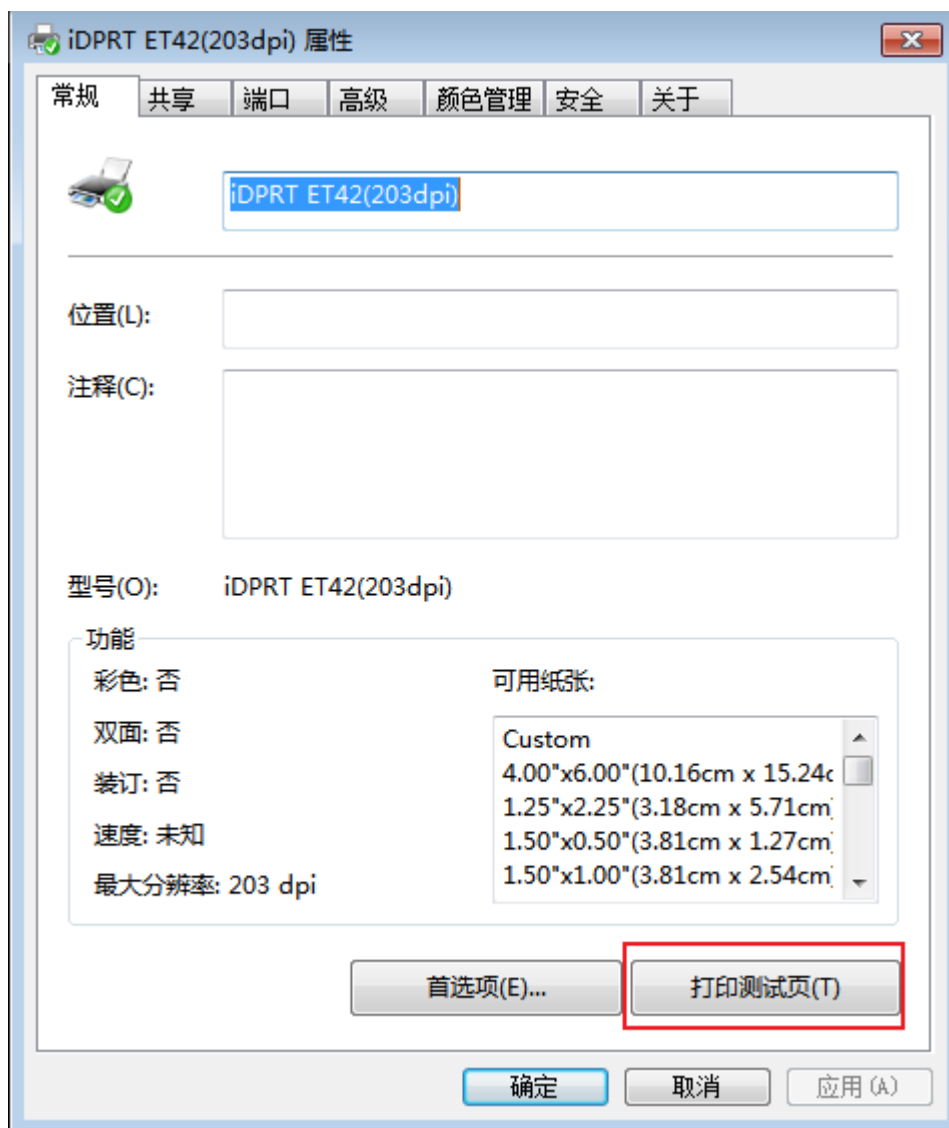 iDPRT ET42(203dpi) 属性
常规 共享 端口 高级 颜色管理 安全 关于
iDPRT ET42(203dpi)
位置(L):
注释(C):
型号(O): iDPRT ET42(203dpi)
功能
彩色: 否
可用纸张:
双面: 否
装订: 否
速度: 未知
最大分辨率: 203 dpi
Custom
4.00"x6.00"(10.16cm x 15.24c
1.25"x2.25"(3.18cm x 5.71cm)
1.50"x0.50"(3.81cm x 1.27cm)
1.50"x1.00"(3.81cm x 2.54cm)
首选项(E)... 打印测试页(T)
确定 取消 应用(A)